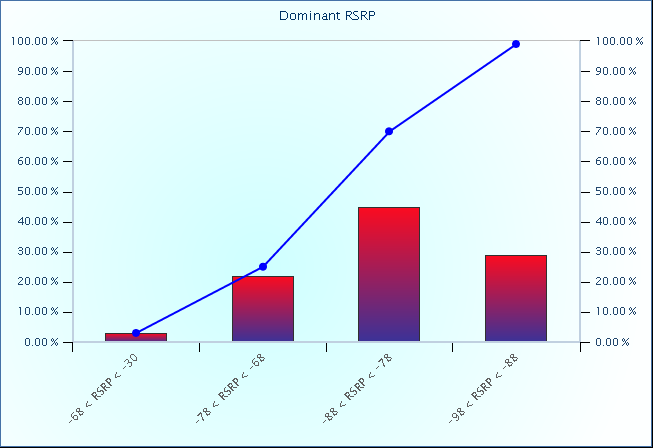 Dominant RSRP
100.00 % 100.00 %
90.00 % 90.00 %
80.00 % 80.00 %
70.00 % 70.00 %
60.00 % 60.00 %
50.00 % 50.00 %
40.00 % 40.00 %
30.00 % 30.00 %
20.00 % 20.00 %
10.00 % 10.00 %
0.00 % 0.00 %
-68 < RSRP < -30
-78 < RSRP < -68
-88 < RSRP < -78
-98 < RSRP < -88